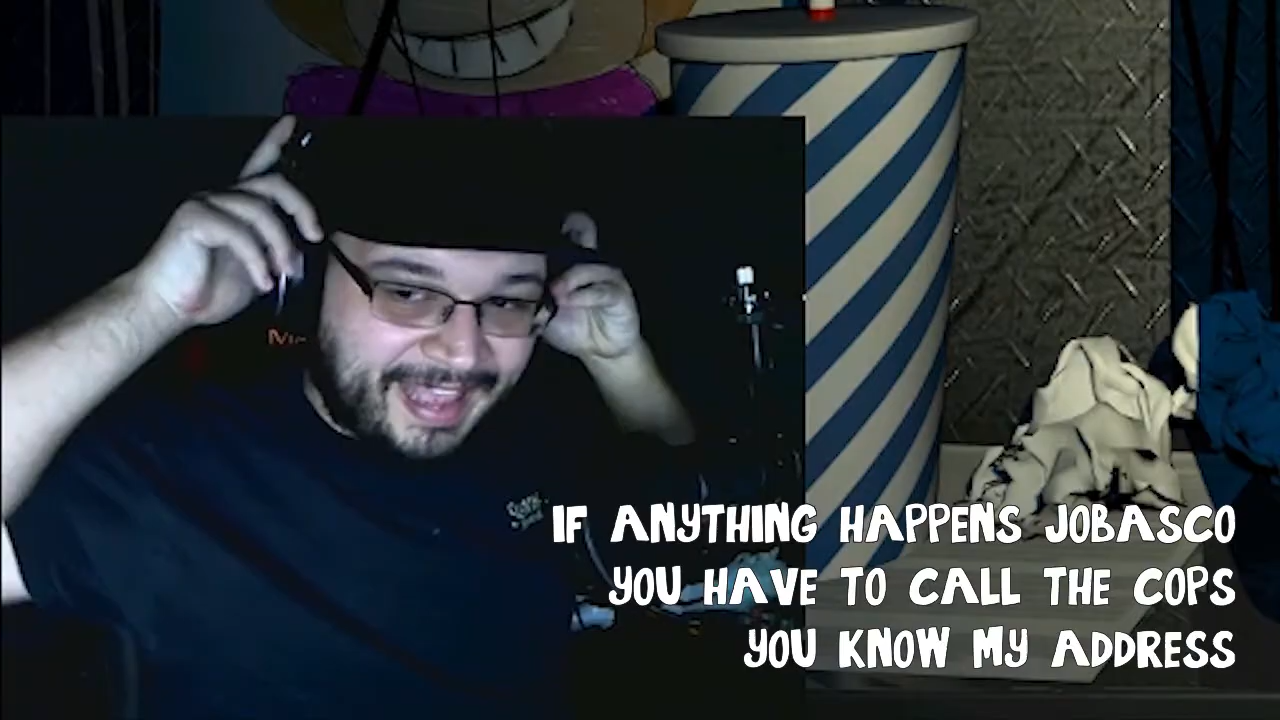 IF ANYTHING HAPPENS JOBASCO
YOU HAVE TO CALL THE COPS
YOU KNOW MY ADDRESS